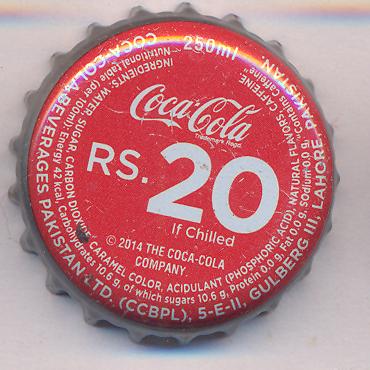 Coca-Cola
Trademark Regd.
RS. 20
If Chilled
© 2014 THE COCA-COLA
COMPANY
250ml
COCA-COLA BEVERAGES PAKISTAN LTD. (CCBPL), 5-E-II, GULBERG III, LAHORE-PAKISTAN
INGREDIENTS: WATER, SUGAR, CARBON DIOXIDE, CARAMEL COLOR, ACIDULANT (PHOSPHORIC ACID), NATURAL FLAVORS, CAFFEINE
"Contains caffeine"
Nutritional table (per 100ml): Energy 42 Kcal, Carbohydrates 10.6 g, of which sugars 10.6 g, Protein 0.0 g, Fat 0.0 g, Sodium 0.0 g